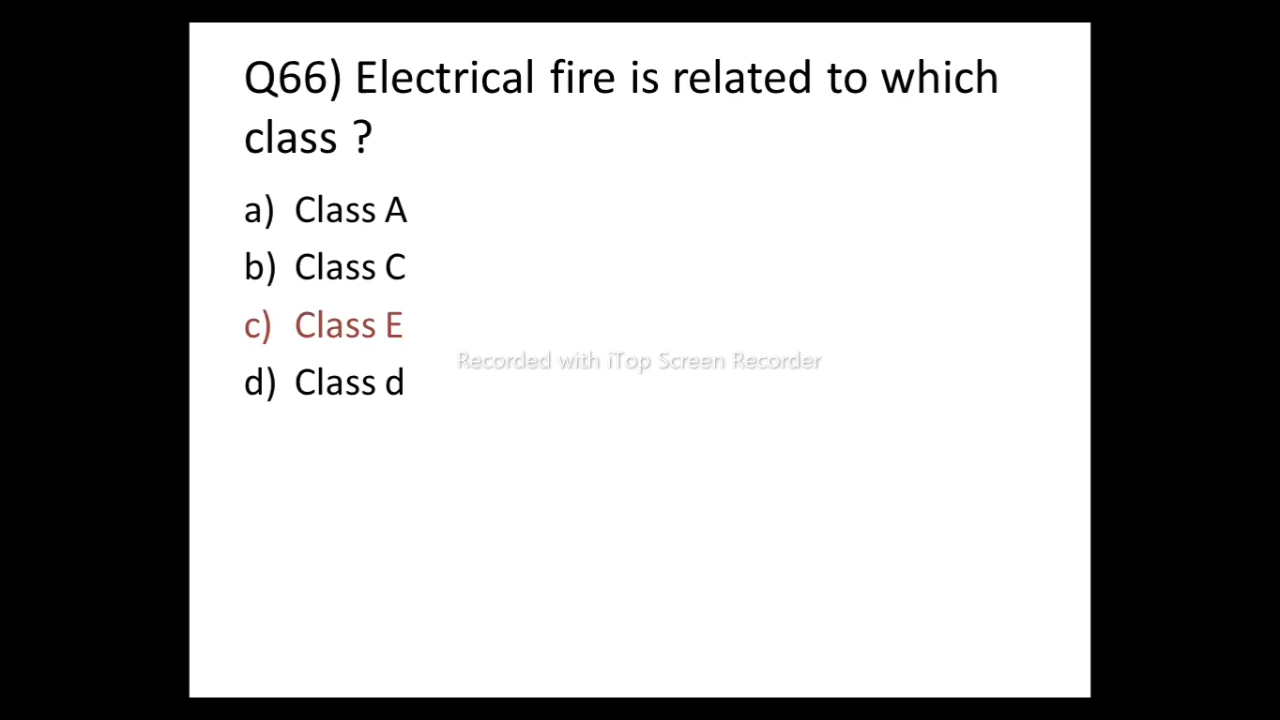 Q66) Electrical fire is related to which
class ?
a) Class A
b) Class C
c) Class E
Recorded with iTop Screen Recorder
d) Class d